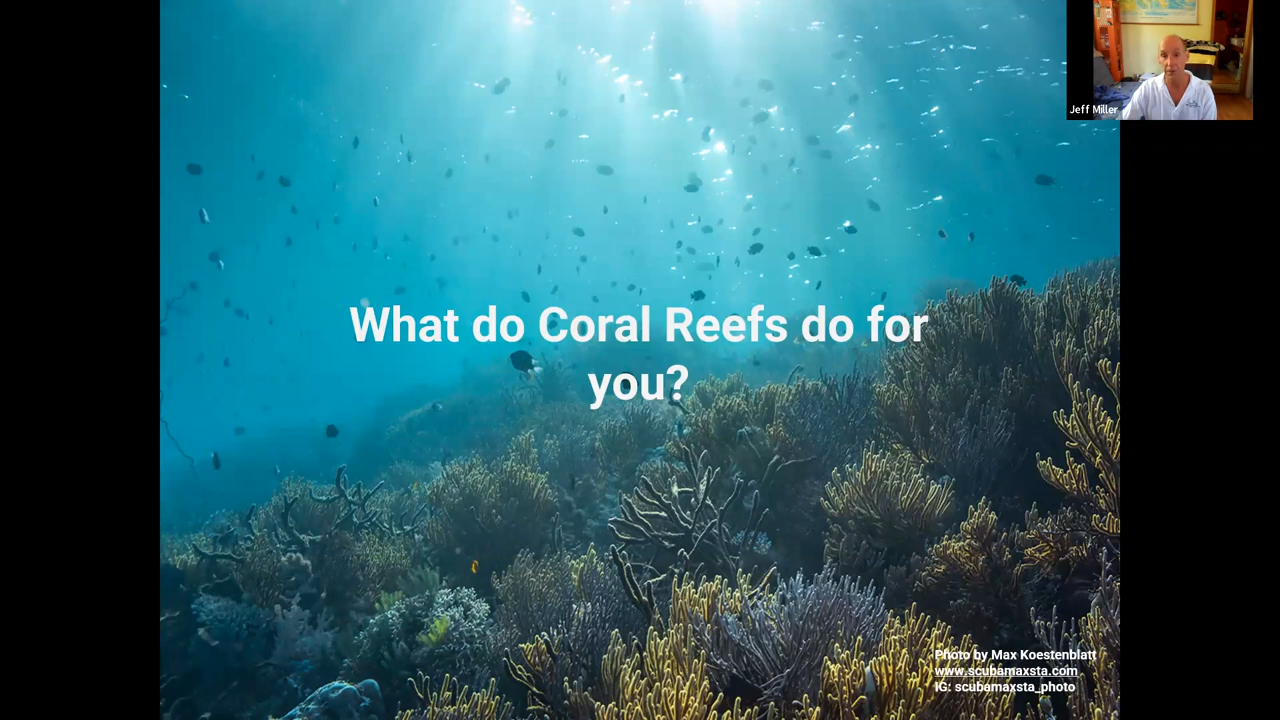 Jeff Miller
What do Coral Reefs do for
you?
Photo by Max Koestenblatt
www.scubamaxsta.com
IG: scubamaxsta_photo